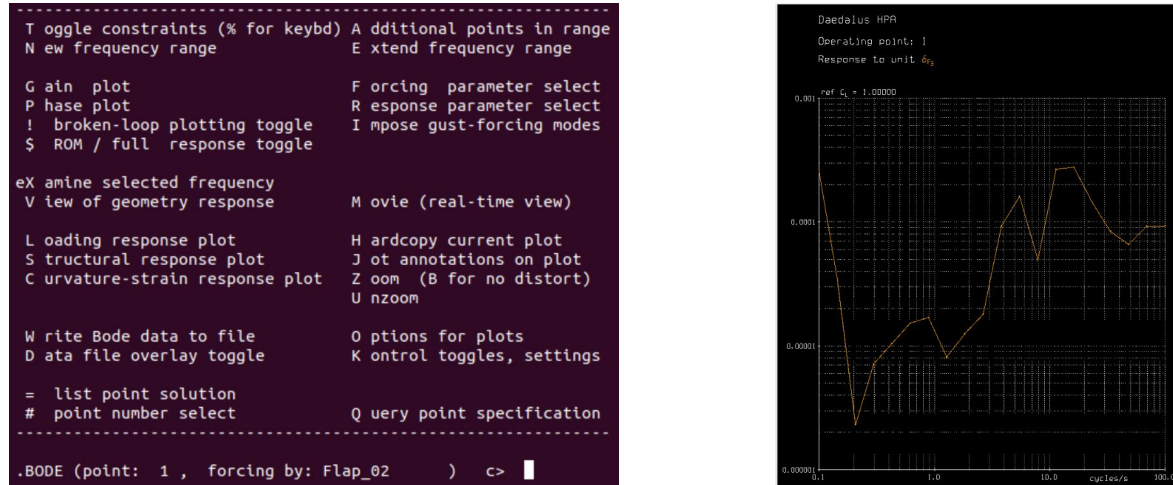 T oggle constraints (% for keybd) A dditional points in range
N ew frequency range E xtend frequency range
G ain plot F orcing parameter select
P hase plot R esponse parameter select
! broken-loop plotting toggle I mpose gust-forcing modes
$ ROM / full response toggle
eX amine selected frequency
V iew of geometry response M ovie (real-time view)
L oading response plot H ardcopy current plot
S tructural response plot J ot annotations on plot
C urvature-strain response plot Z oom (B for no distort)
U nzoom
W rite Bode data to file O ptions for plots
D ata file overlay toggle K ontrol toggles, settings
= list point solution
# point number select Q uery point specification
.BODE (point: 1 , forcing by: Flap_02 ) c>
Daedalus HPA
Operating point: 1
Response to unit δF2
ref CL = 1.00000
0.001
0.0001
0.00001
0.000001
0.1 1.0 10.0 cycles/s 100.0